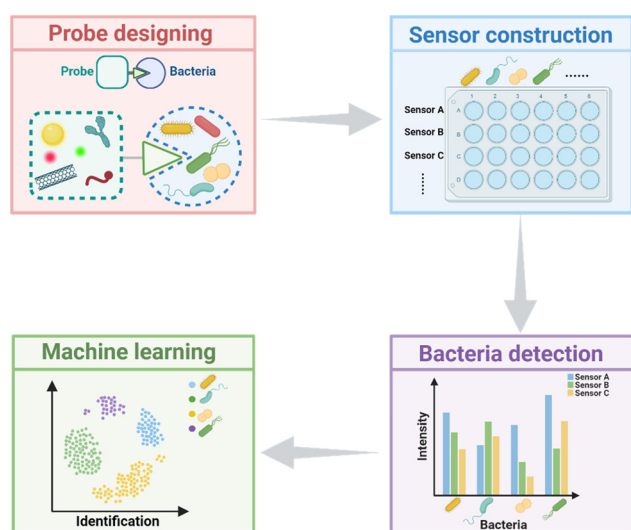 Probe designing
Probe
Bacteria
Sensor construction
......
1 2 3 4 5 6
Sensor A
A
Sensor B
B
Sensor C
C
D
Machine learning
Identification
Bacteria detection
Sensor A
Sensor B
Sensor C
Intensity
Bacteria